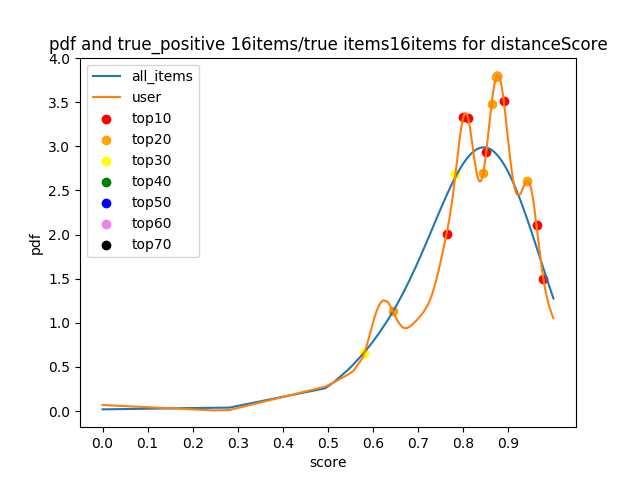 pdf and true_positive 16items/true items16items for distanceScore
all_items
user
top10
top20
top30
top40
top50
top60
top70
pdf
4.0
3.5
3.0
2.5
2.0
1.5
1.0
0.5
0.0
0.0 0.1 0.2 0.3 0.4 0.5 0.6 0.7 0.8 0.9
score